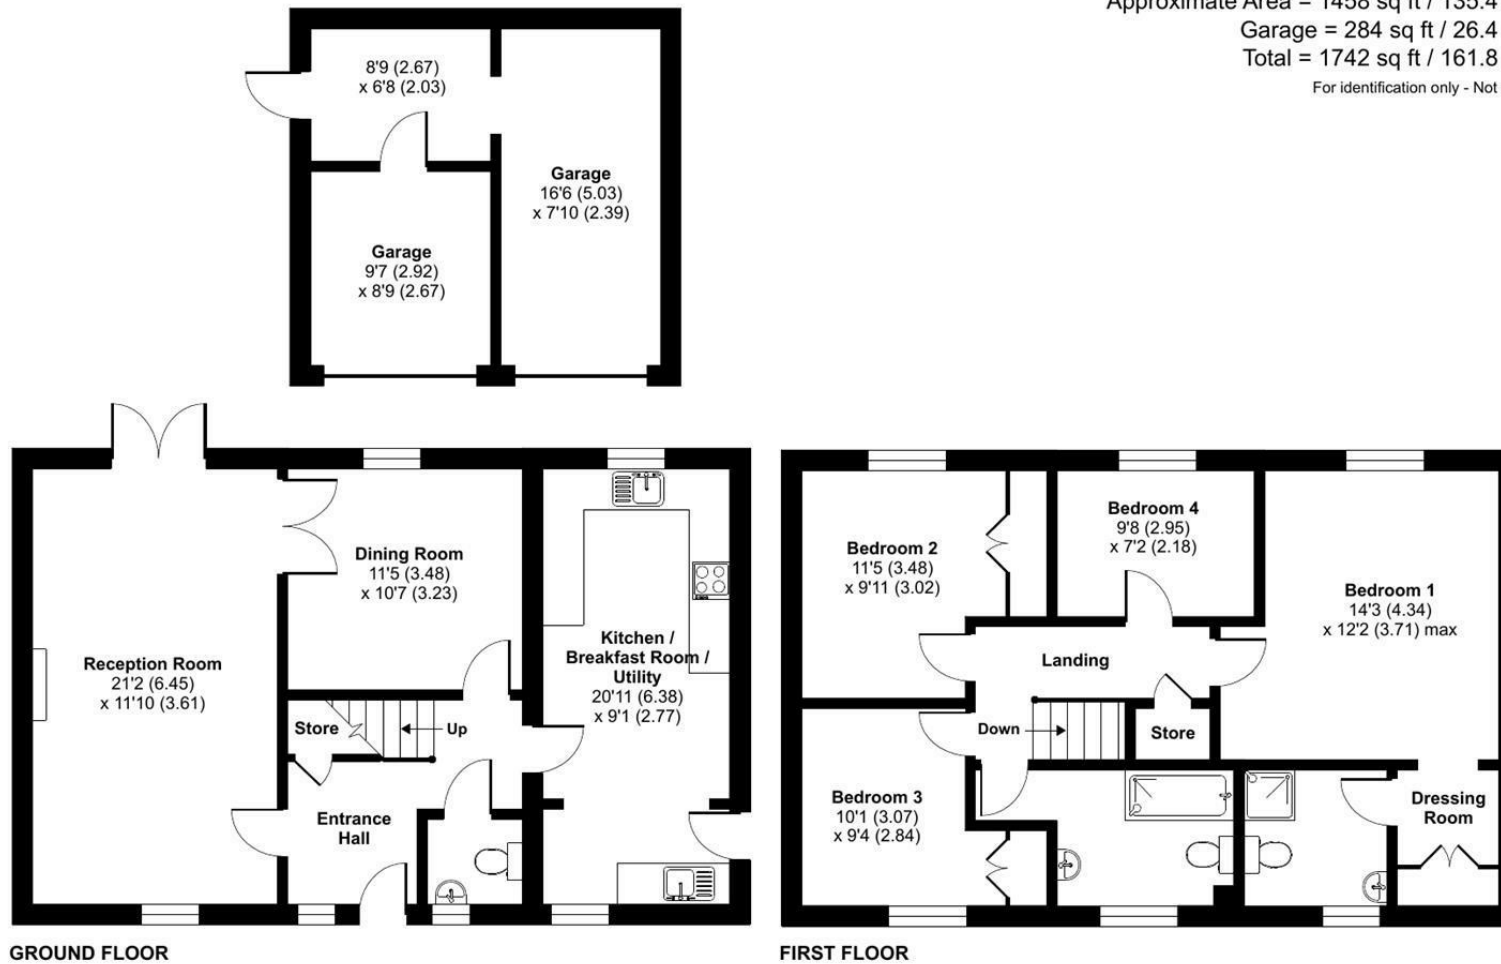 Approximate Area = 1458 sq ft / 135.4
Garage = 284 sq ft / 26.4
Total = 1742 sq ft / 161.8
For identification only - Not
8'9 (2.67)
x 6'8 (2.03)
Garage
16'6 (5.03)
x 7'10 (2.39)
Garage
9'7 (2.92)
x 8'9 (2.67)
Dining Room
11'5 (3.48)
x 10'7 (3.23)
Kitchen /
Breakfast Room /
Utility
20'11 (6.38)
x 9'1 (2.77)
Reception Room
21'2 (6.45)
x 11'10 (3.61)
Store
Up
Entrance
Hall
GROUND FLOOR
Bedroom 2
11'5 (3.48)
x 9'11 (3.02)
Bedroom 4
9'8 (2.95)
x 7'2 (2.18)
Bedroom 1
14'3 (4.34)
x 12'2 (3.71) max
Landing
Down
Store
Bedroom 3
10'1 (3.07)
x 9'4 (2.84)
Dressing
Room
FIRST FLOOR